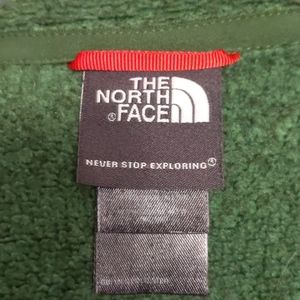 THE
NORTH
FACE
NEVER STOP EXPLORING